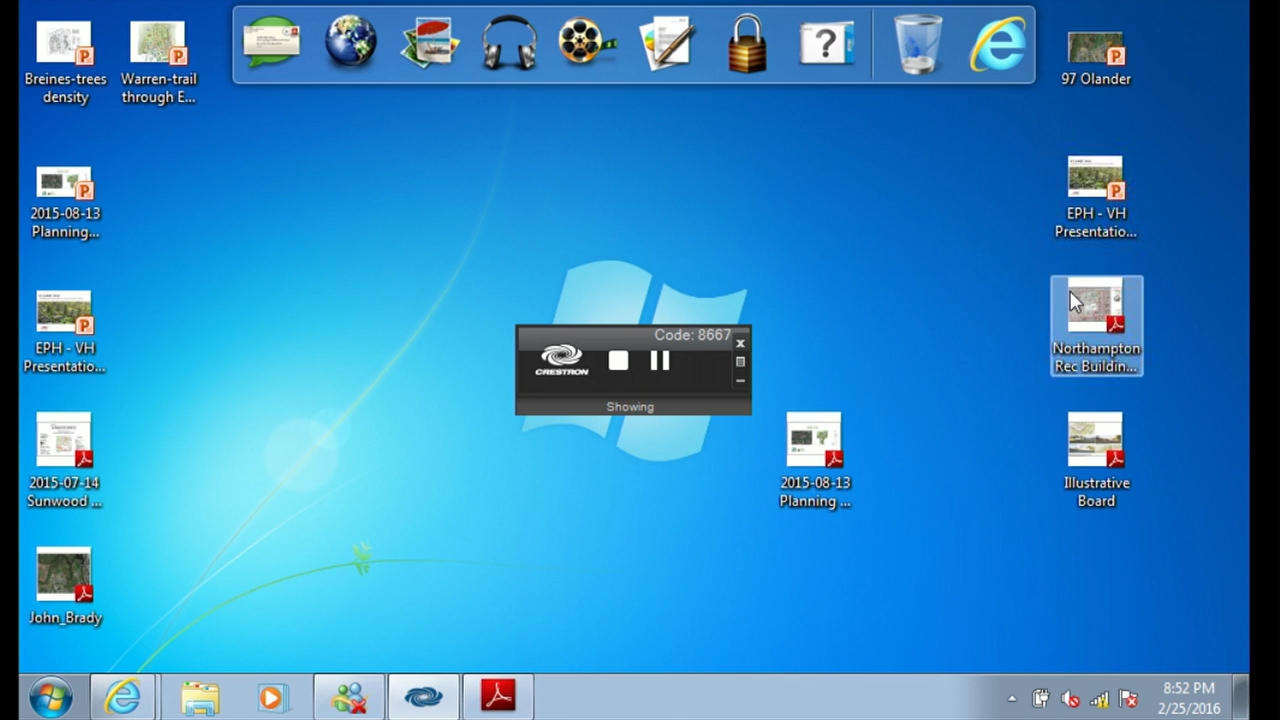 Breines-trees
density
Warren-trail
through E...
?
97 Olander
2015-08-13
Planning...
EPH - VH
Presentatio...
EPH - VH
Presentatio...
Code: 8667
x
CRESTRON
Showing
Northampton
Rec Buildin...
2015-07-14
Sunwood ...
2015-08-13
Planning ...
Illustrative
Board
John_Brady
8:52 PM
2/25/2016